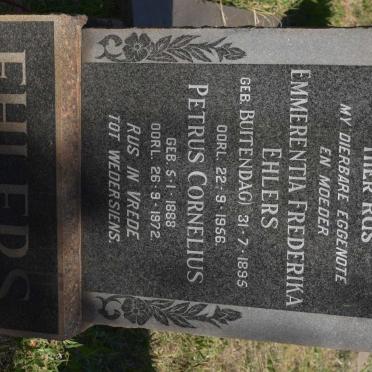 HIER RUS
MY DIERBARE EGGENOTE
EN MOEDER
EMMERENTIA FREDERIKA
EHLERS
GEB. BUITENDAG 31-7-1895
OORL. 22-9-1956.
PETRUS CORNELIUS
GEB. 5-1-1888
OORL. 26-9-1972.
RUS IN VREDE
TOT WEDERSIENS.
EHLERS